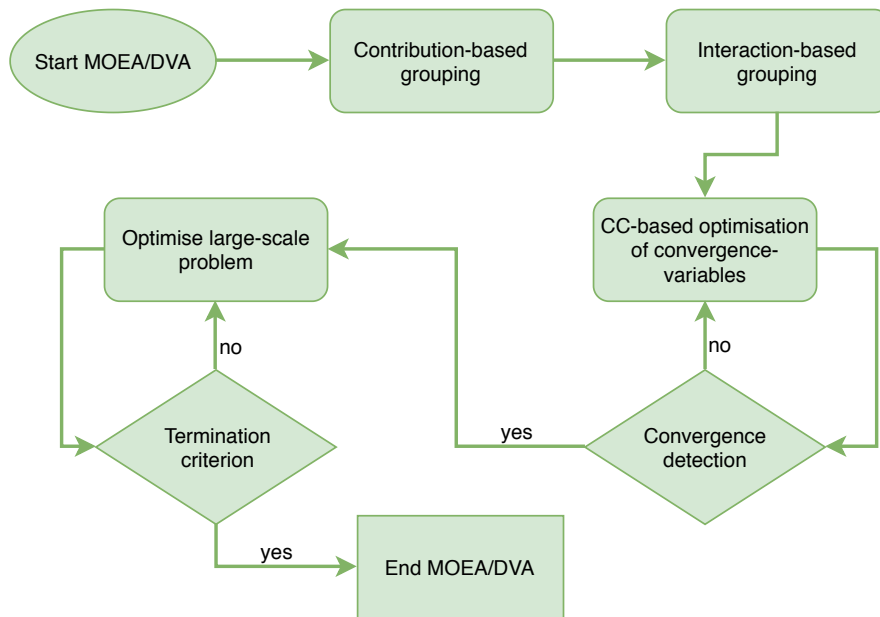 Start MOEA/DVA
Contribution-based
grouping
Interaction-based
grouping
Optimise large-scale
problem
CC-based optimisation
of convergence-
variables
no
no
Termination
criterion
yes
Convergence
detection
yes
End MOEA/DVA